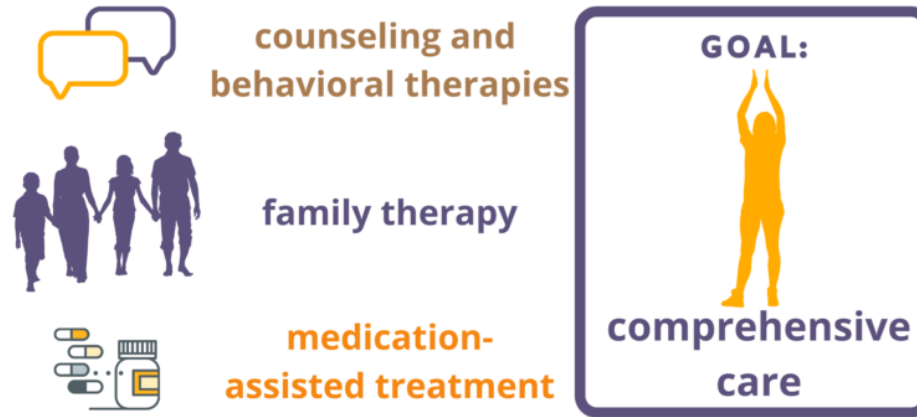 counseling and
behavioral therapies
family therapy
medication-
assisted treatment
GOAL:
comprehensive
care